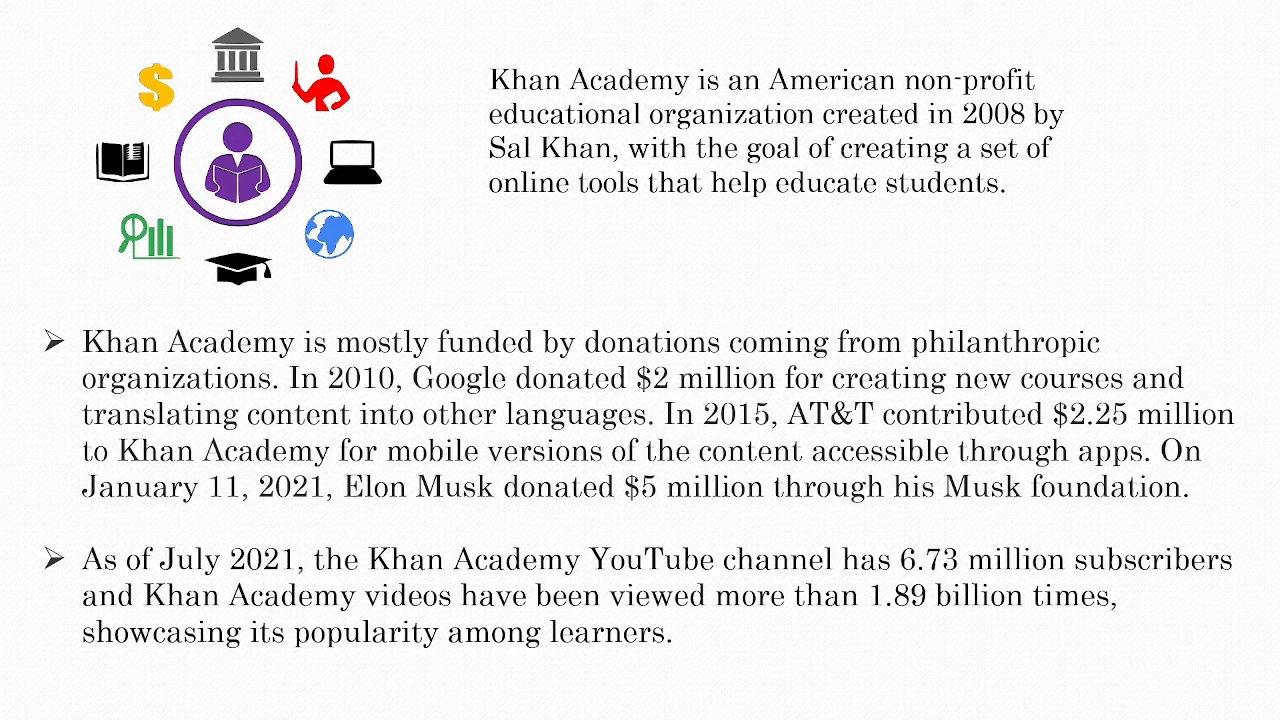 Khan Academy is an American non-profit
educational organization created in 2008 by
Sal Khan, with the goal of creating a set of
online tools that help educate students.
Khan Academy is mostly funded by donations coming from philanthropic
organizations. In 2010, Google donated $2 million for creating new courses and
translating content into other languages. In 2015, AT&T contributed $2.25 million
to Khan Academy for mobile versions of the content accessible through apps. On
January 11, 2021, Elon Musk donated $5 million through his Musk foundation.
As of July 2021, the Khan Academy YouTube channel has 6.73 million subscribers
and Khan Academy videos have been viewed more than 1.89 billion times,
showcasing its popularity among learners.